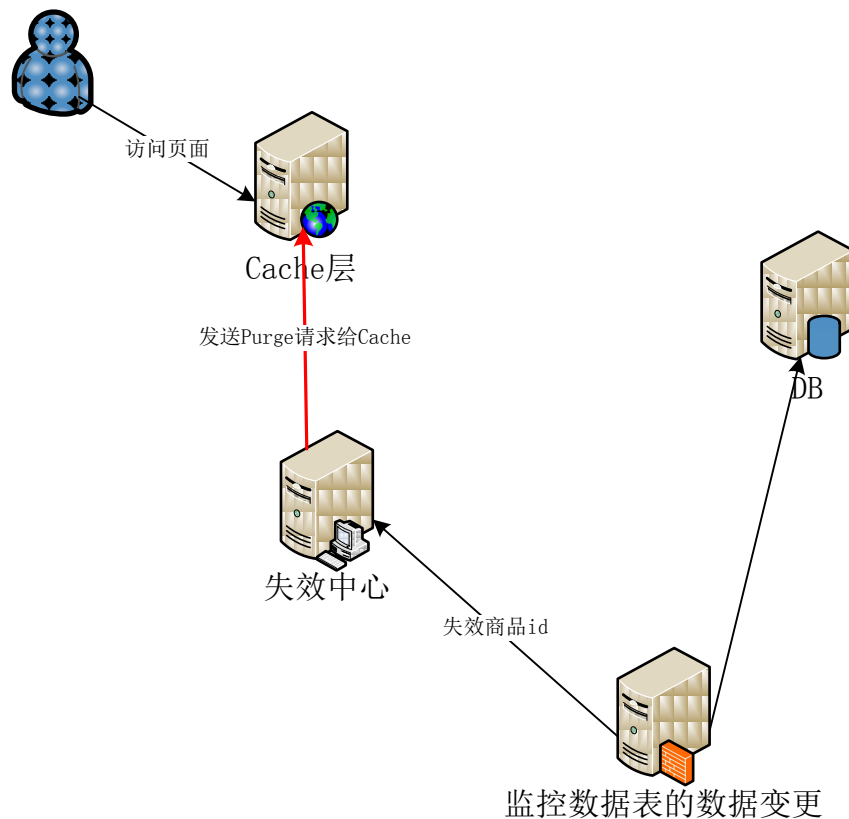 访问页面
Cache层
发送Purge请求给Cache
DB
失效中心
失效商品id
监控数据表的数据变更